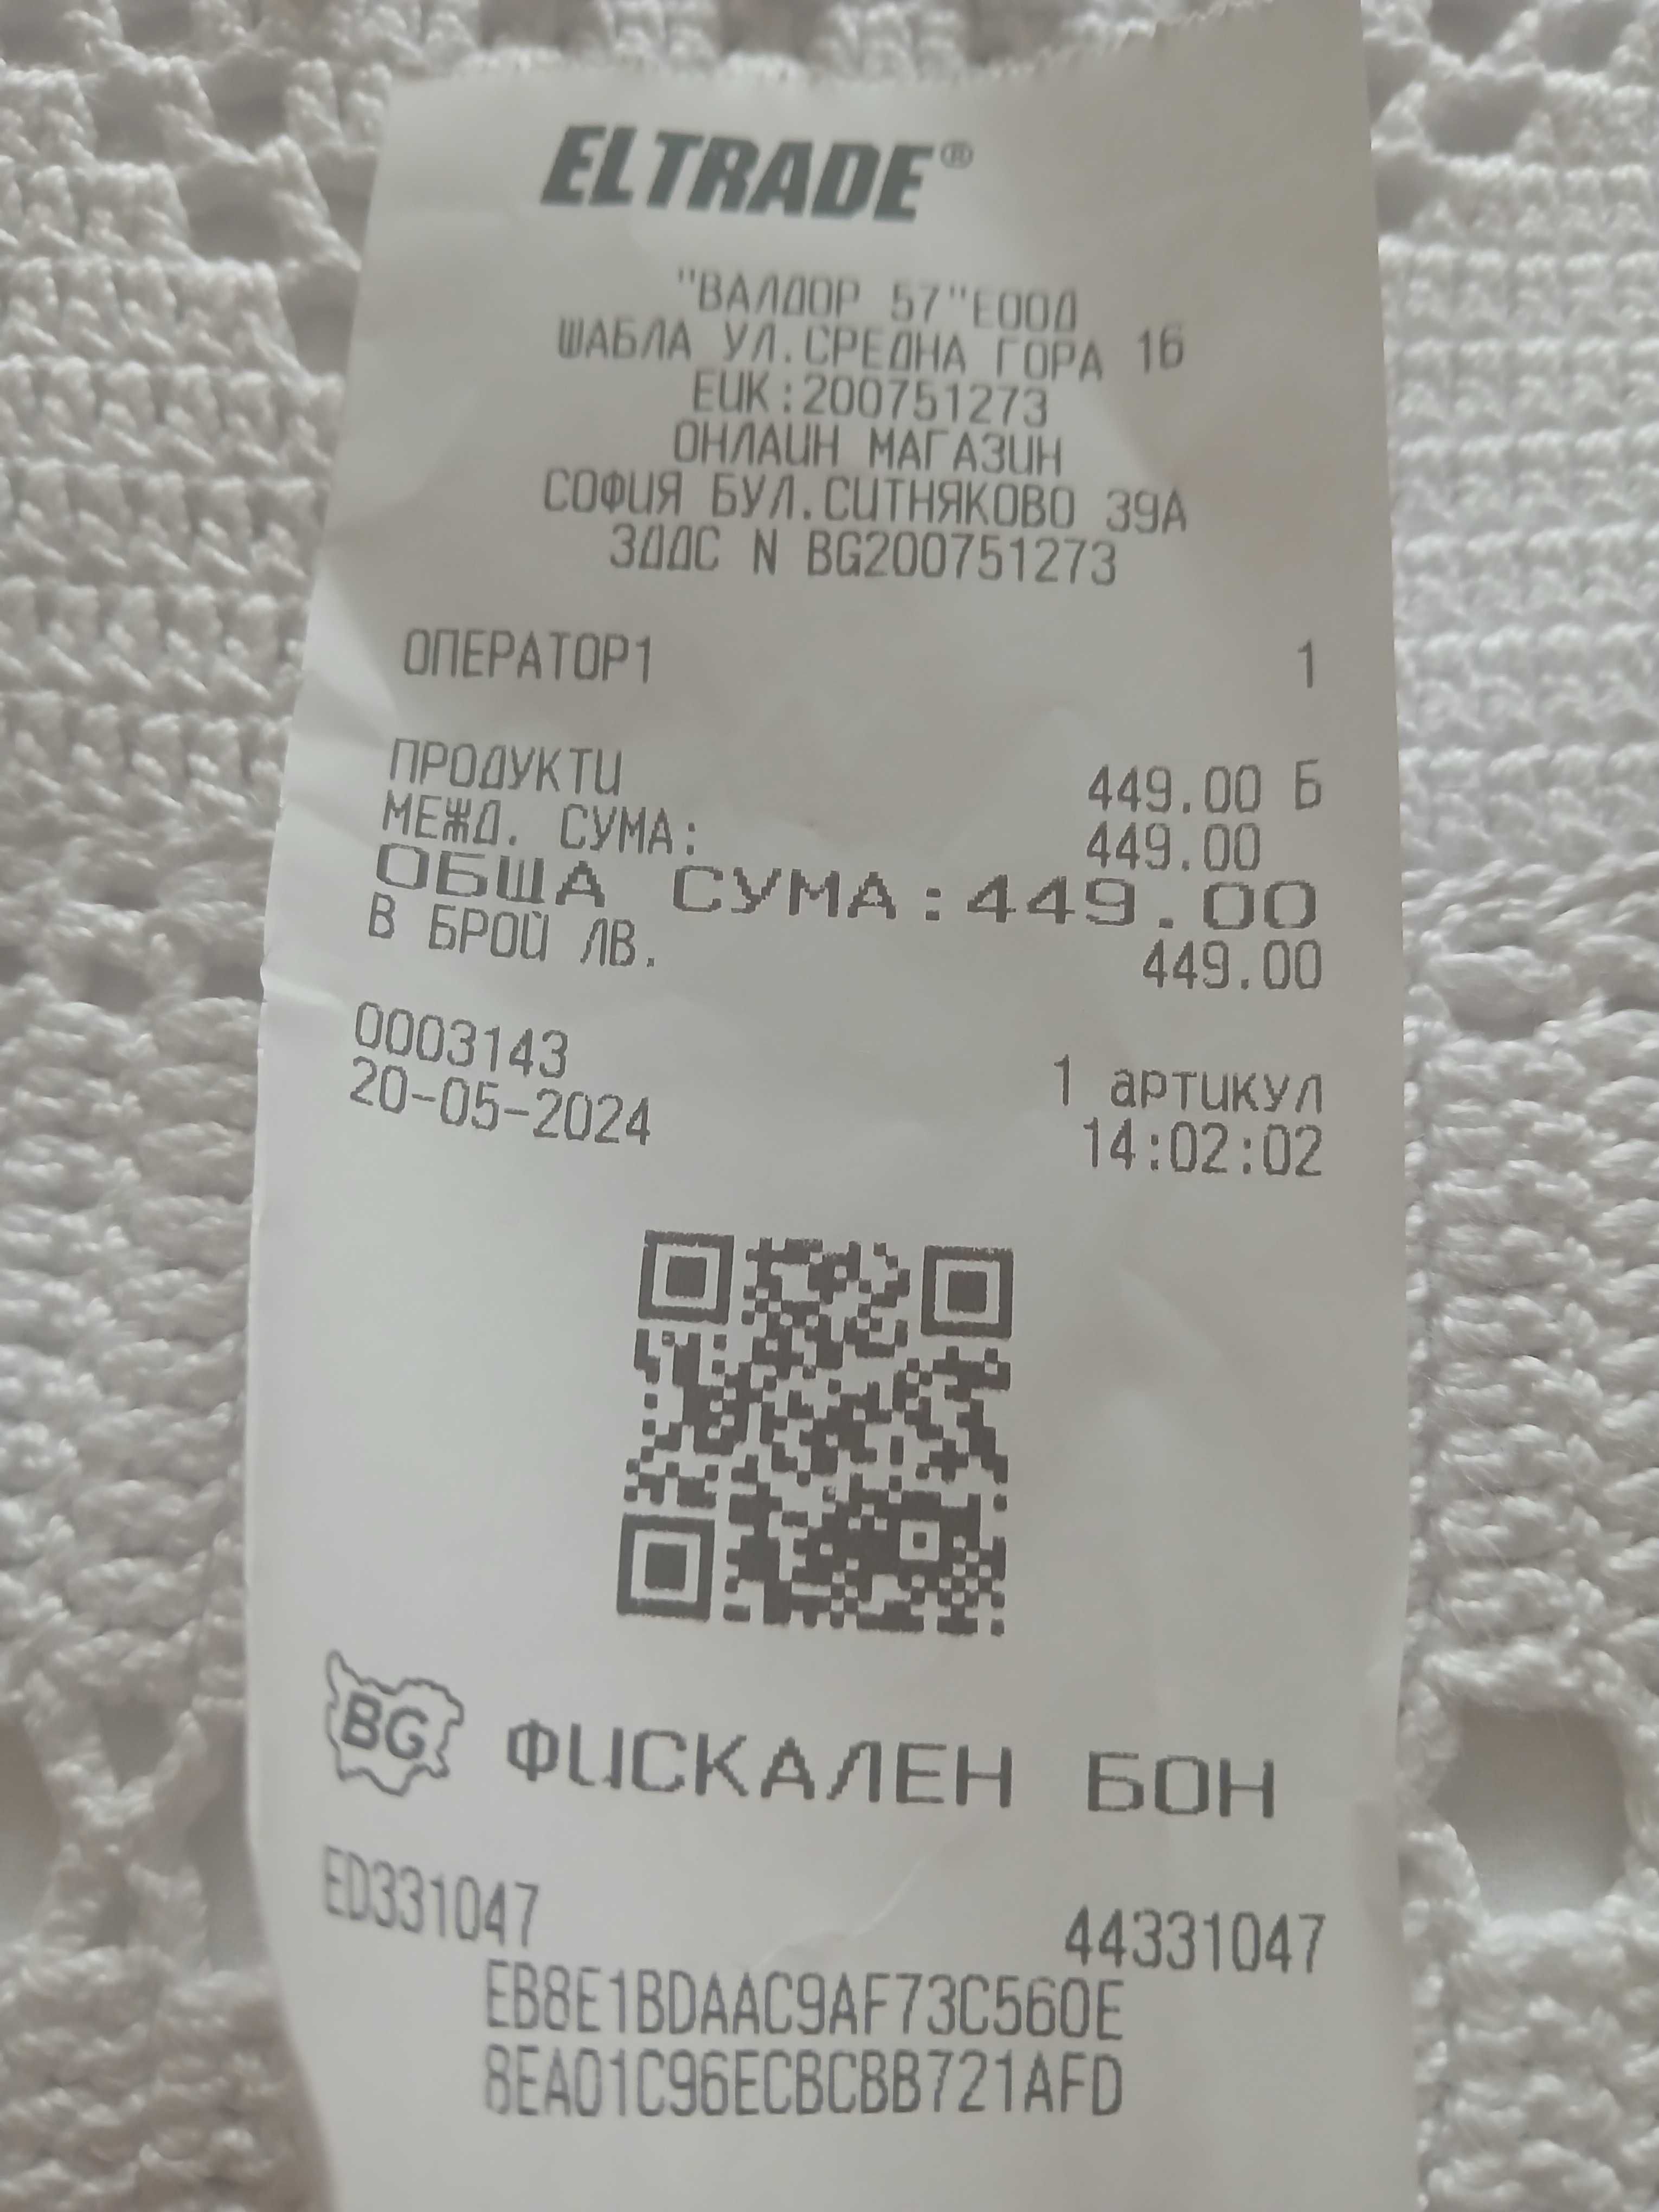 ELTRADE®
"ВАЛДОР 57"ЕООД
ШАБЛА УЛ.СРЕДНА ГОРА 16
ЕИК:200751273
ОНЛАИН МАГАЗИН
СОФИЯ БУЛ.СИТНЯКОВО 39А
ЗДДС N BG200751273
ОПЕРАТОР1 1
ПРОДУКТИ 449.00 Б
МЕЖД. СУМА: 449.00
ОБЩА СУМА:449.00
В БРОЙ ЛВ. 449.00
0003143 1 артикул
20-05-2024 14:02:02
BG ФИСКАЛЕН БОН
ED331047 44331047
EB8E1BDAAC9AF73C560E
8EA01C96ECBCBB721AFD